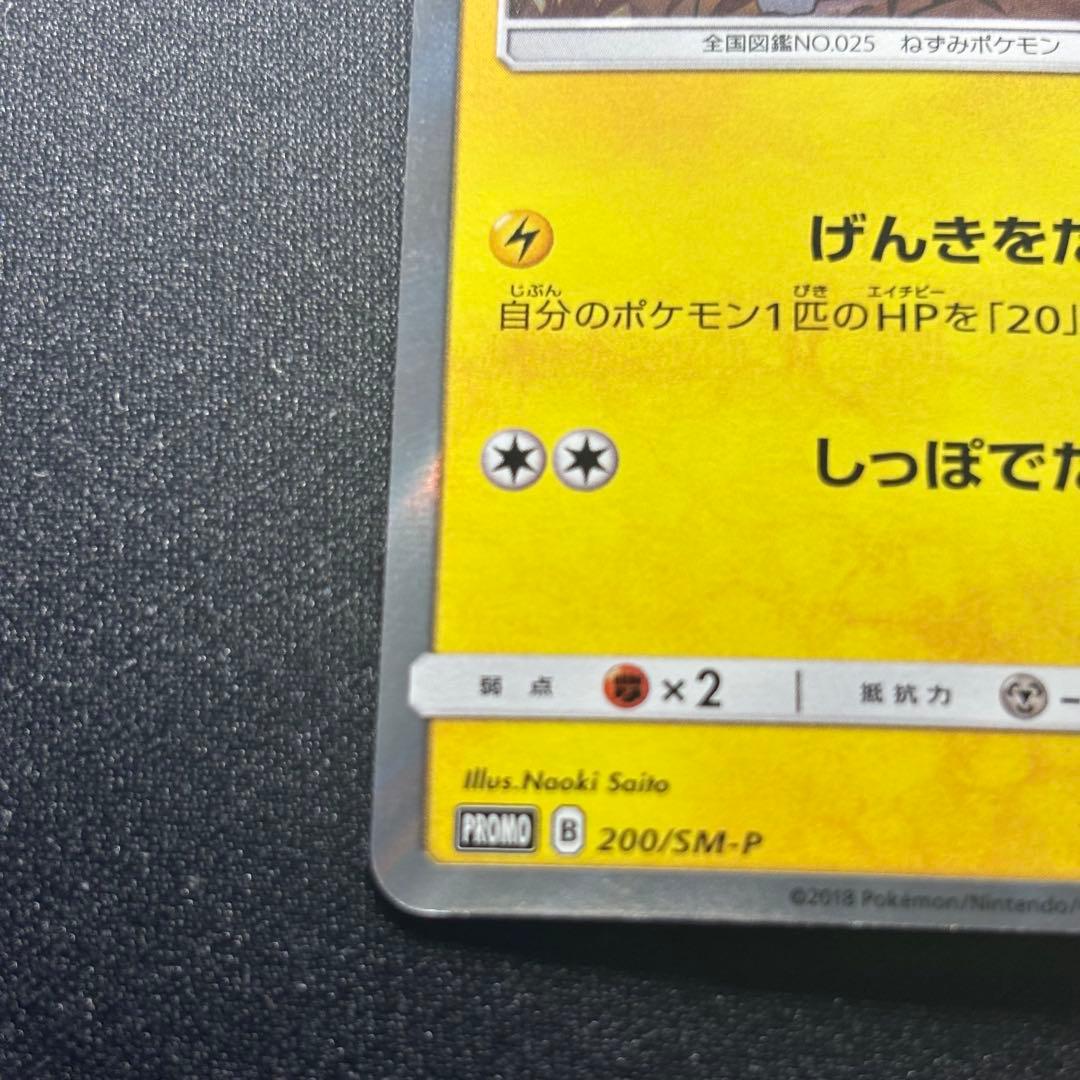 全国図鑑NO.025 ねずみポケモン
げんきをた
じぶん びき エイチピー
自分のポケモン1匹のHPを「20」
しっぽでた
弱点 ×2 抵抗力 -
Illus. Naoki Saito
PROMO B 200/SM-P
©2018 Pokémon/Nintendo/